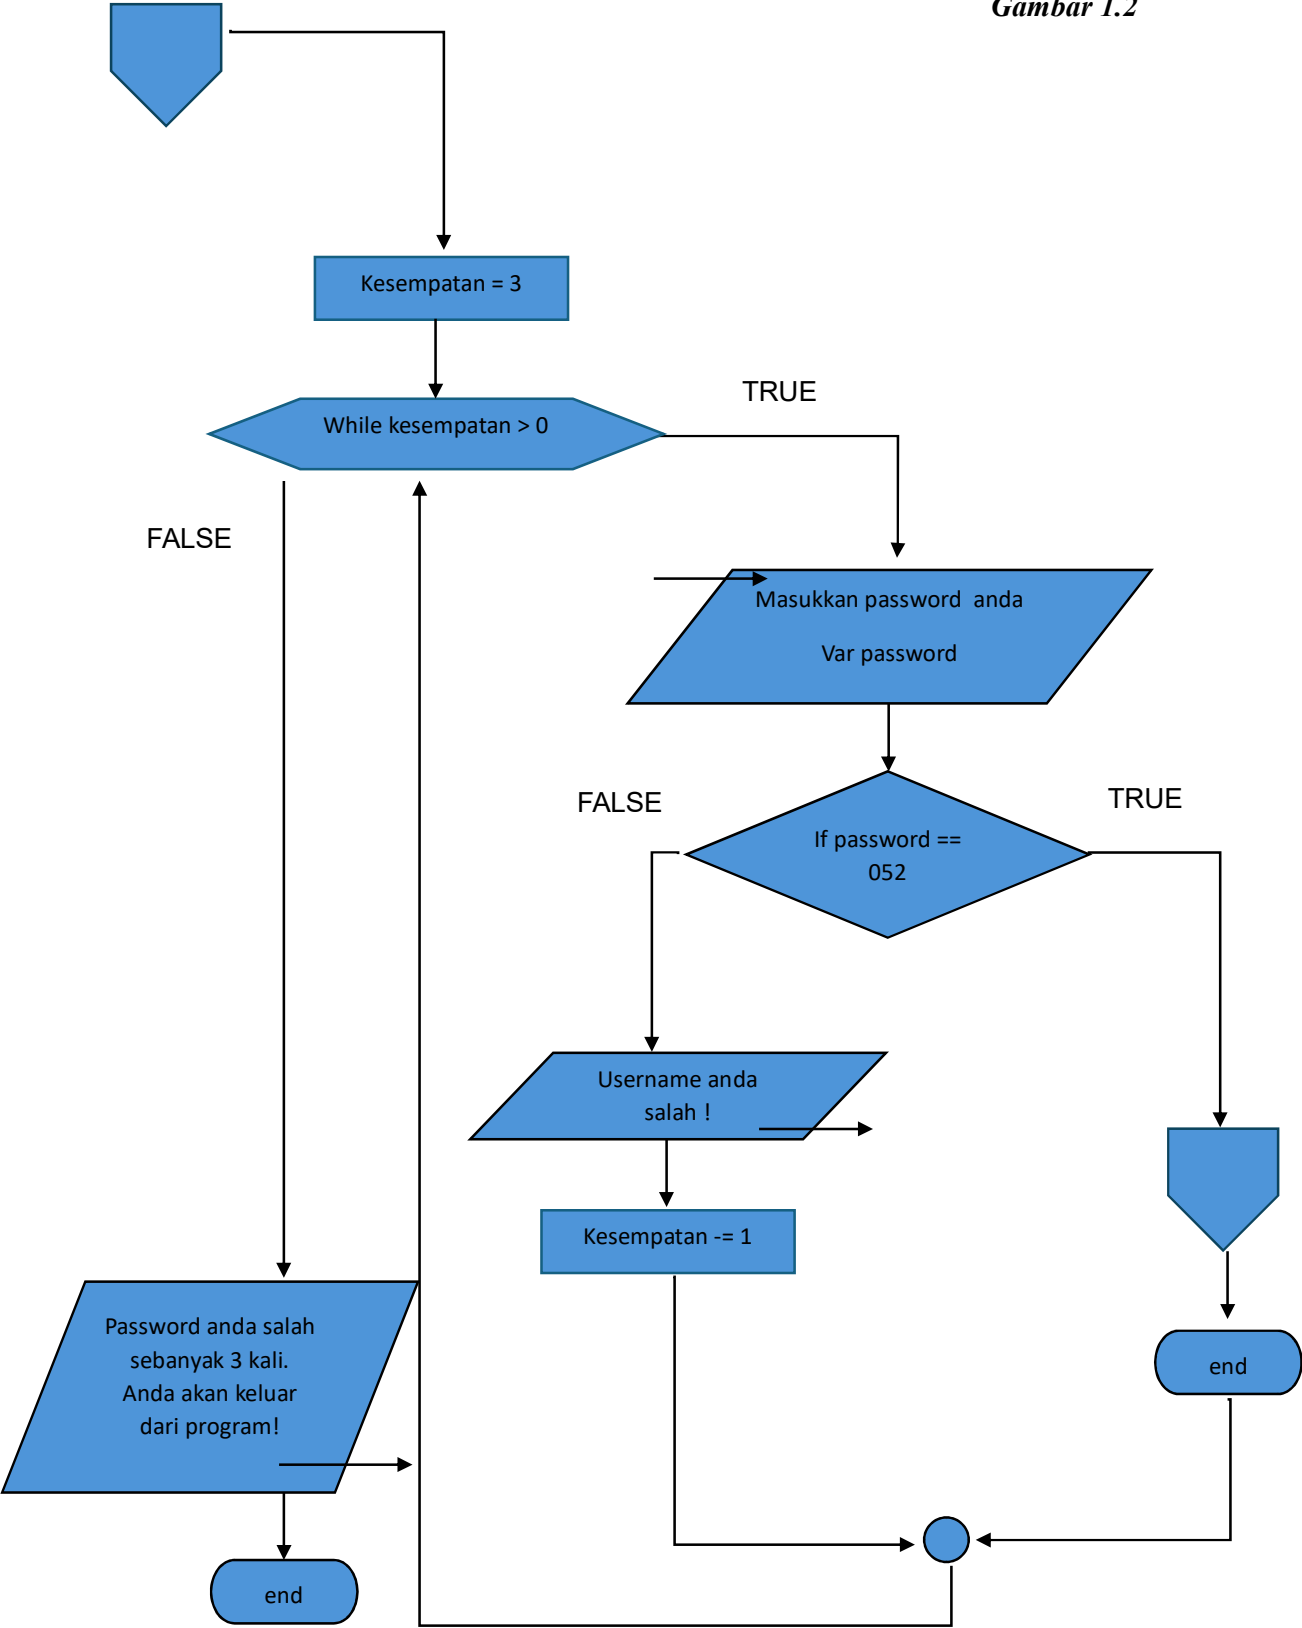 Gambar 1.2
Kesempatan = 3
TRUE
While kesempatan > 0
FALSE
Masukkan password anda
Var password
FALSE
TRUE
If password ==
052
Username anda
salah !
Kesempatan -= 1
Password anda salah
sebanyak 3 kali.
Anda akan keluar
dari program!
end
end